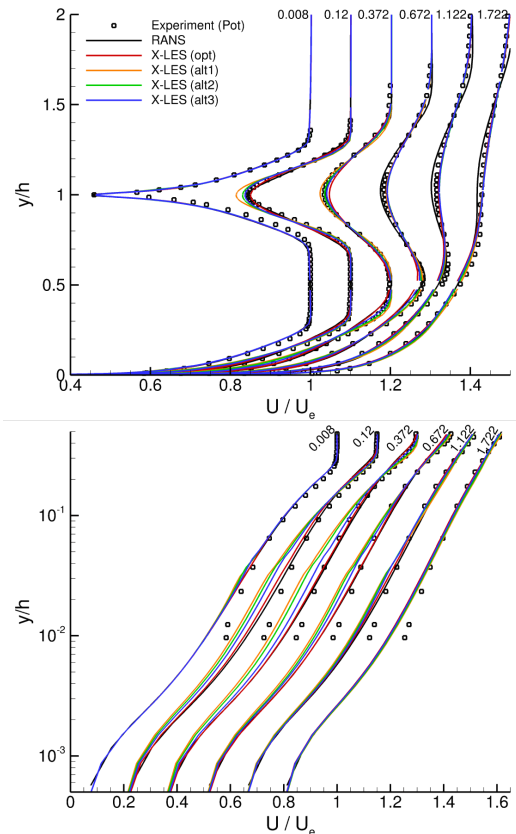 2
0.008 0.12 0.372 0.672 1.122 1.722
Experiment (Pot)
RANS
X-LES (opt)
X-LES (alt1)
X-LES (alt2)
X-LES (alt3)
1.5
y/h
1
0.5
0
0.4 0.6 0.8 1 1.2 1.4
U / Ue
0.008 0.12 0.372 0.672 1.122 1.722
10-1
y/h
10-2
10-3
0 0.2 0.4 0.6 0.8 1 1.2 1.4 1.6
U / Ue